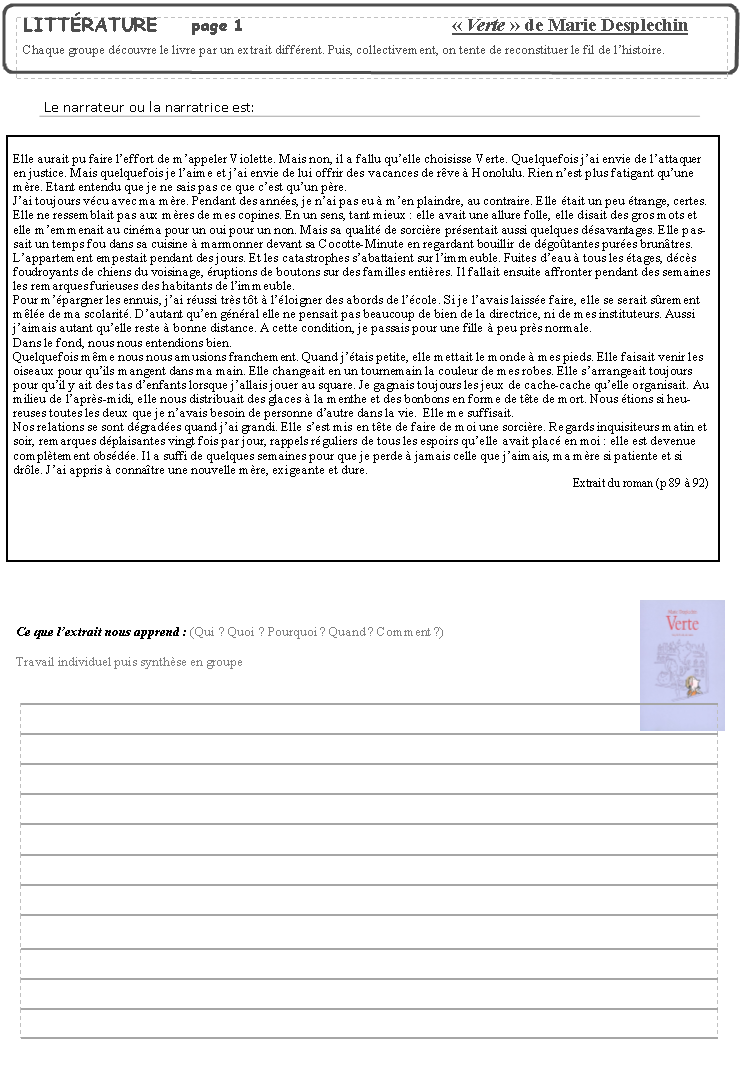 LITTÉRATURE page 1 « Verte » de Marie Desplechin
Chaque groupe découvre le livre par un extrait différent. Puis, collectivement, on tente de reconstituer le fil de l'histoire.
Le narrateur ou la narratrice est:
Elle aurait pu faire l'effort de m'appeler Violette. Mais non, il a fallu qu'elle choisisse Verte. Quelquefois j'ai envie de l'attaquer
en justice. Mais quelquefois je l'aime et j'ai envie de lui offrir des vacances de rêve à Honolulu. Rien n'est plus fatigant qu'une
mère. Etant entendu que je ne sais pas ce que c'est qu'un père.
J'ai toujours vécu avec ma mère. Pendant des années, je n'ai pas eu à m'en plaindre, au contraire. Elle était un peu étrange, certes.
Elle ne ressemblait pas aux mères de mes copines. En un sens, tant mieux : elle avait une allure folle, elle disait des gros mots et
elle m'emmenait au cinéma pour un oui pour un non. Mais sa qualité de sorcière présentait aussi quelques désavantages. Elle pas-
sait un temps fou dans sa cuisine à marmonner devant sa Cocotte-Minute en regardant bouillir de dégoûtantes purées brunâtres.
L'appartement empestait pendant des jours. Et les catastrophes s'abattaient sur l'immeuble. Fuites d'eau à tous les étages, décès
foudroyants de chiens du voisinage, éruptions de boutons sur des familles entières. Il fallait ensuite affronter pendant des semaines
les remarques furieuses des habitants de l'immeuble.
Pour m'épargner les ennuis, j'ai réussi très tôt à l'éloigner des abords de l'école. Si je l'avais laissée faire, elle se serait sûrement
mêlée de ma scolarité. D'autant qu'en général elle ne pensait pas beaucoup de bien de la directrice, ni de mes instituteurs. Aussi
j'aimais autant qu'elle reste à bonne distance. A cette condition, je passais pour une fille à peu près normale.
Dans le fond, nous nous entendions bien.
Quelquefois même nous nous amusions franchement. Quand j'étais petite, elle mettait le monde à mes pieds. Elle faisait venir les
oiseaux pour qu'ils mangent dans ma main. Elle changeait en un tournemain la couleur de mes robes. Elle s'arrangeait toujours
pour qu'il y ait des tas d'enfants lorsque j'allais jouer au square. Je gagnais toujours les jeux de cache-cache qu'elle organisait. Au
milieu de l'après-midi, elle nous distribuait des glaces à la menthe et des bonbons en forme de tête de mort. Nous étions si heu-
reuses toutes les deux que je n'avais besoin de personne d'autre dans la vie. Elle me suffisait.
Nos relations se sont dégradées quand j'ai grandi. Elle s'est mis en tête de faire de moi une sorcière. Regards inquisiteurs matin et
soir, remarques déplaisantes vingt fois par jour, rappels réguliers de tous les espoirs qu'elle avait placé en moi : elle est devenue
complètement obsédée. Il a suffi de quelques semaines pour que je perde à jamais celle que j'aimais, ma mère si patiente et si
drôle. J'ai appris à connaître une nouvelle mère, exigeante et dure.
Extrait du roman (p 89 à 92)
Ce que l'extrait nous apprend : (Qui ? Quoi ? Pourquoi ? Quand ? Comment ?)
Travail individuel puis synthèse en groupe
Verte